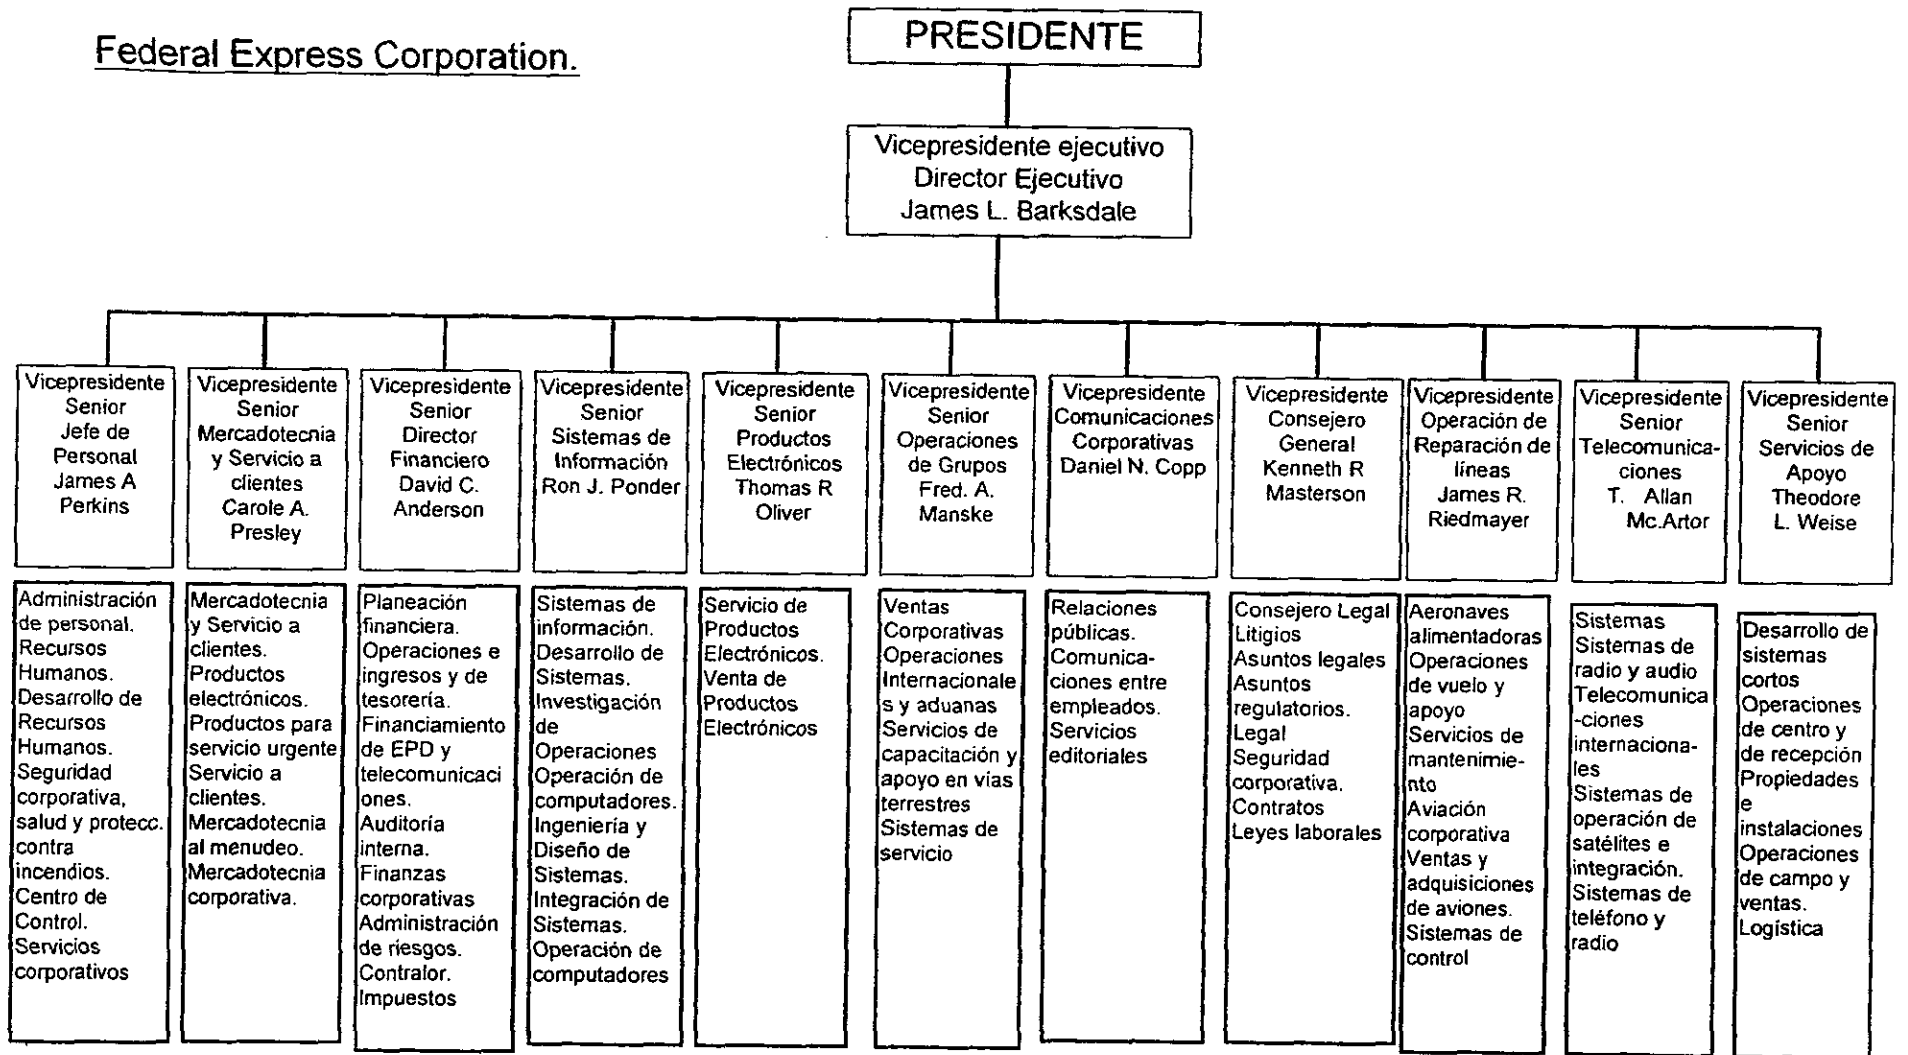 Federal Express Corporation.
PRESIDENTE
Vicepresidente ejecutivo
Director Ejecutivo
James L. Barksdale
Vicepresidente
Senior
Jefe de
Personal
James A
Perkins
Vicepresidente
Senior
Mercadotecnia
y Servicio a
clientes
Carole A.
Presley
Vicepresidente
Senior
Director
Financiero
David C.
Anderson
Vicepresidente
Senior
Sistemas de
Información
Ron J. Ponder
Vicepresidente
Senior
Productos
Electrónicos
Thomas R
Oliver
Vicepresidente
Senior
Operaciones
de Grupos
Fred. A.
Manske
Vicepresidente
Comunicaciones
Corporativas
Daniel N. Copp
Vicepresidente
Consejero
General
Kenneth R
Masterson
Vicepresidente
Operación de
Reparación de
líneas
James R.
Riedmayer
Vicepresidente
Senior
Telecomunica-
ciones
T. Allan
Mc.Artor
Vicepresidente
Senior
Servicios de
Apoyo
Theodore
L. Weise
Administración
de personal.
Recursos
Humanos.
Desarrollo de
Recursos
Humanos.
Seguridad
corporativa,
salud y protecc.
contra
incendios.
Centro de
Control.
Servicios
corporativos
Mercadotecnia
y Servicio a
clientes.
Productos
electrónicos.
Productos para
servicio urgente
Servicio a
clientes.
Mercadotecnia
al menudeo.
Mercadotecnia
corporativa.
Planeación
financiera.
Operaciones e
ingresos y de
tesorería.
Financiamiento
de EPD y
telecomunicaci
ones.
Auditoría
interna.
Finanzas
corporativas
Administración
de riesgos.
Contralor.
Impuestos
Sistemas de
información.
Desarrollo de
Sistemas.
Investigación
de
Operaciones
Operación de
computadores.
Ingeniería y
Diseño de
Sistemas.
Integración de
Sistemas.
Operación de
computadores
Servicio de
Productos
Electrónicos.
Venta de
Productos
Electrónicos
Ventas
Corporativas
Operaciones
Internacionale
s y aduanas
Servicios de
capacitación y
apoyo en vías
terrestres
Sistemas de
servicio
Relaciones
públicas.
Comunica-
ciones entre
empleados.
Servicios
editoriales
Consejero Legal
Litigios
Asuntos legales
Asuntos
regulatorios.
Legal
Seguridad
corporativa.
Contratos
Leyes laborales
Aeronaves
alimentadoras
Operaciones
de vuelo y
apoyo
Servicios de
mantenimie-
nto
Aviación
corporativa
Ventas y
adquisiciones
de aviones.
Sistemas de
control
Sistemas
Sistemas de
radio y audio
Telecomunica
-ciones
internaciona-
les
Sistemas de
operación de
satélites e
integración.
Sistemas de
teléfono y
radio
Desarrollo de
sistemas
cortos
Operaciones
de centro y
de recepción
Propiedades
e
instalaciones
Operaciones
de campo y
ventas.
Logística